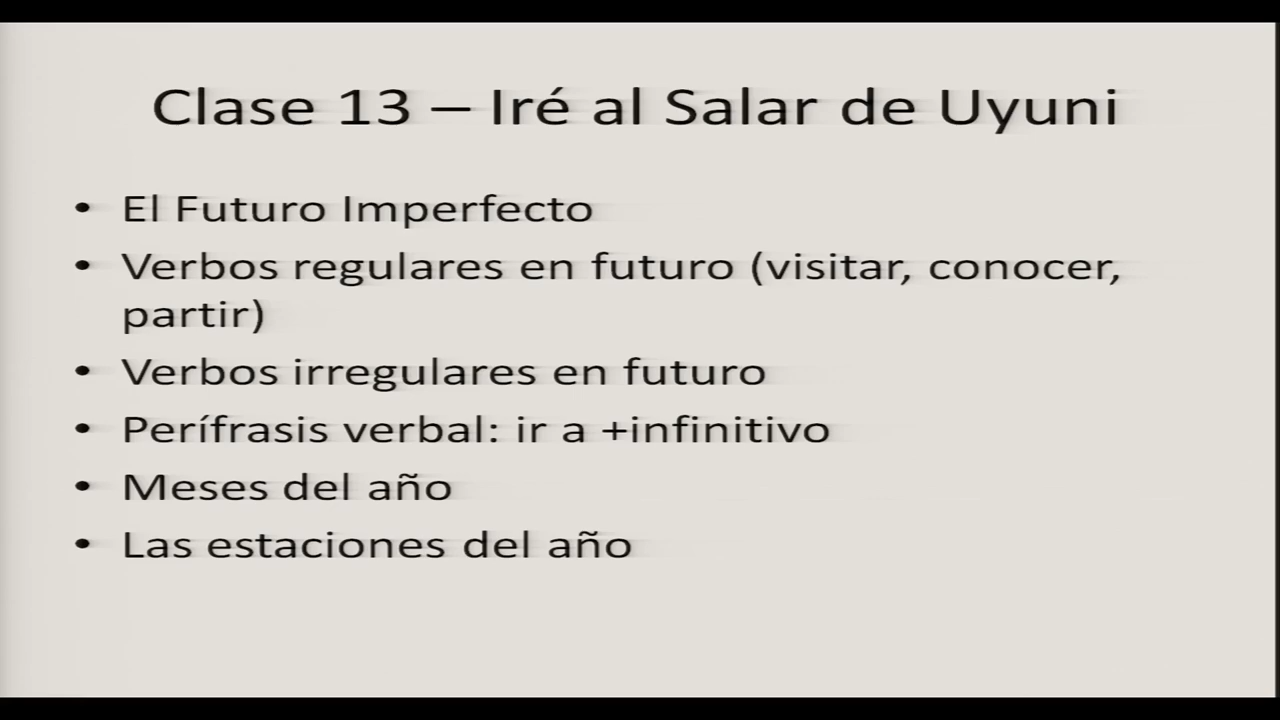 Clase 13 – Iré al Salar de Uyuni
• El Futuro Imperfecto
• Verbos regulares en futuro (visitar, conocer,
partir)
• Verbos irregulares en futuro
• Perífrasis verbal: ir a +infinitivo
• Meses del año
• Las estaciones del año